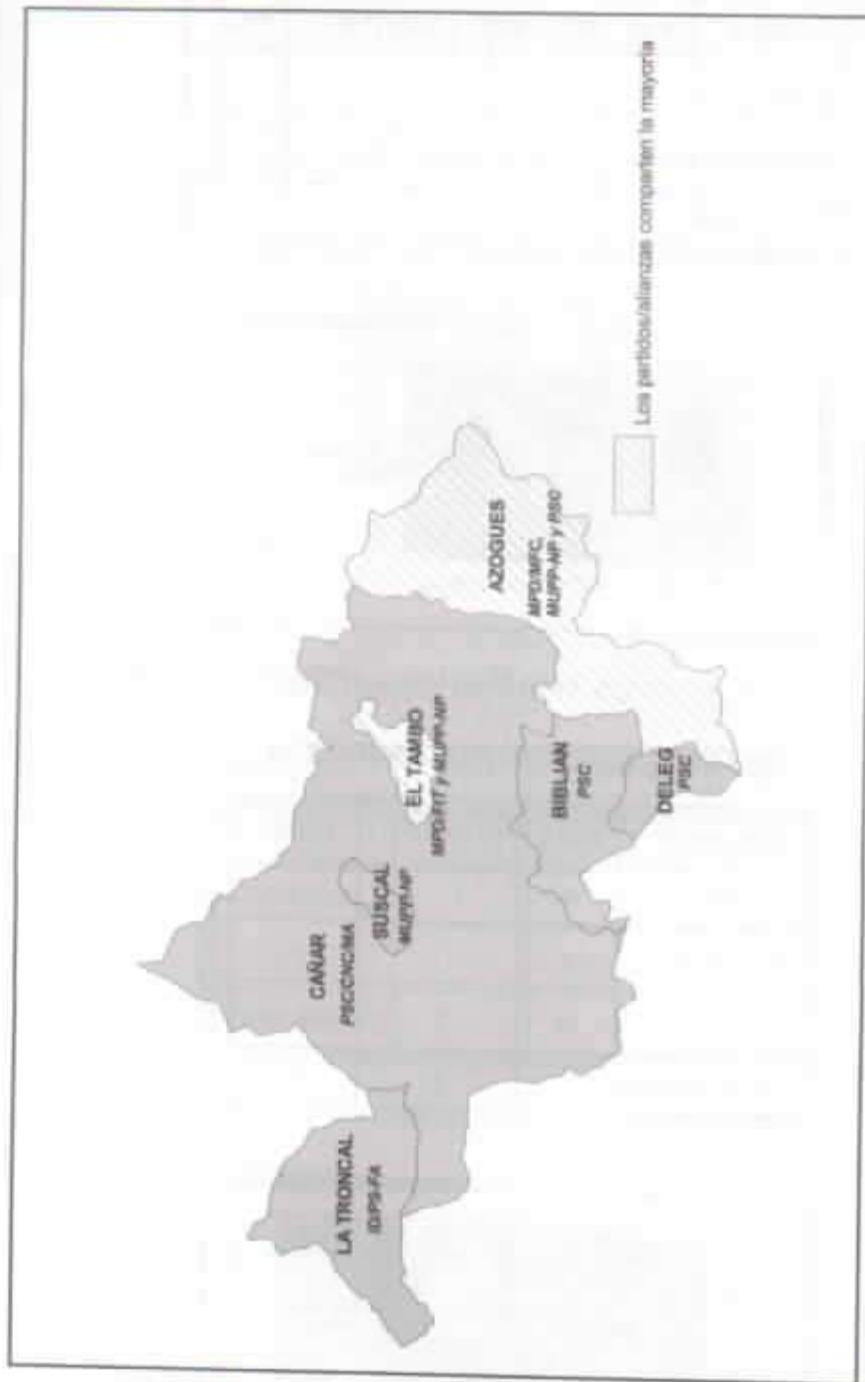 LA TRONCAL
ID/PS-FA
CAÑAR
PSC/CNC/MA
SUSCAL
MUPP-NP
EL TAMBO
MPD/FIT y MUPP-NP
BIBLIAN
PSC
DELEG
PSC
AZOGUES
MPD/MFC,
MUPP-NP y PSC
Los partidos/alianzas comparten la mayoría